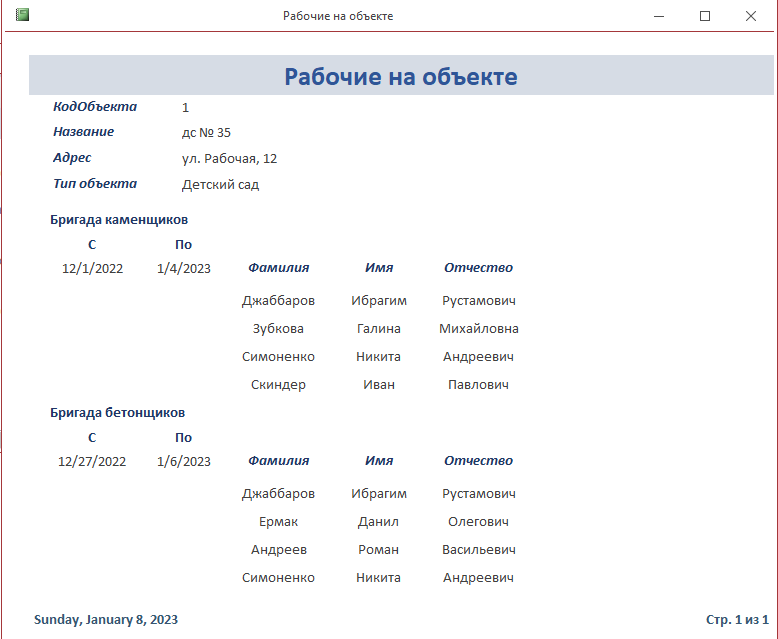 Рабочие на объекте
Рабочие на объекте
КодОбъекта 1
Название дс № 35
Адрес ул. Рабочая, 12
Тип объекта Детский сад
Бригада каменщиков
С По
12/1/2022 1/4/2023 Фамилия Имя Отчество
Джаббаров Ибрагим Рустамович
Зубкова Галина Михайловна
Симоненко Никита Андреевич
Скиндер Иван Павлович
Бригада бетонщиков
С По
12/27/2022 1/6/2023 Фамилия Имя Отчество
Джаббаров Ибрагим Рустамович
Ермак Данил Олегович
Андреев Роман Васильевич
Симоненко Никита Андреевич
Sunday, January 8, 2023 Стр. 1 из 1